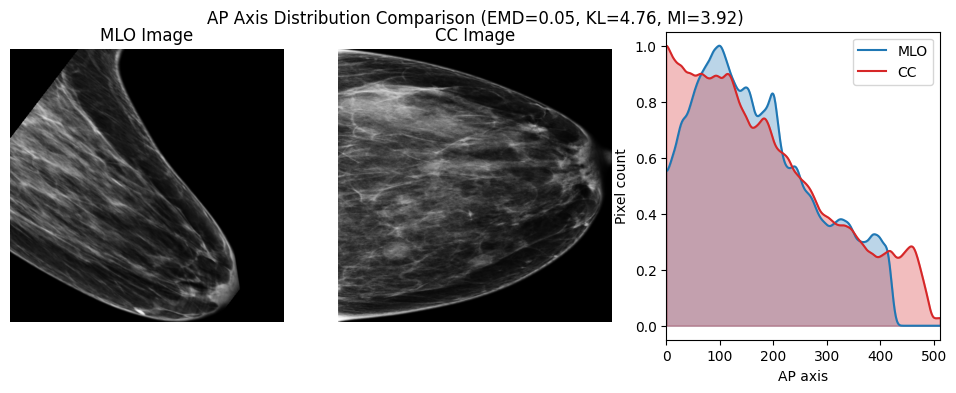 AP Axis Distribution Comparison (EMD=0.05, KL=4.76, MI=3.92)
MLO Image
CC Image
MLO
CC
1.0
0.8
0.6
0.4
0.2
0.0
Pixel count
0 100 200 300 400 500
AP axis